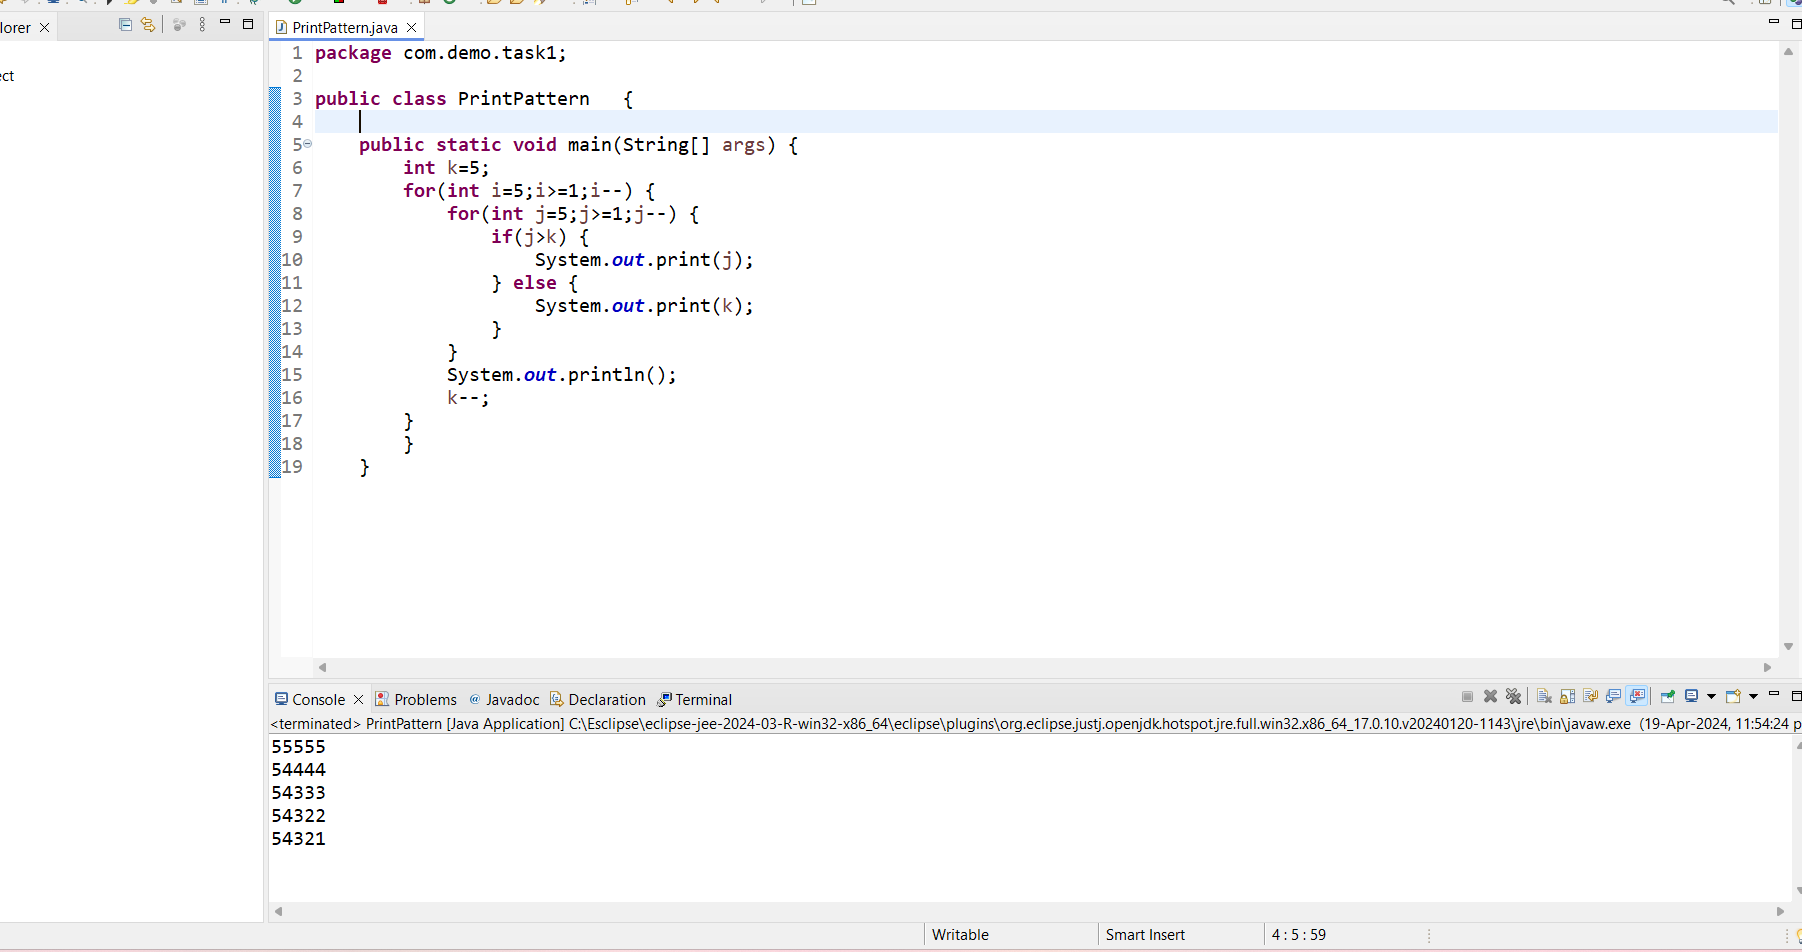 lorer
ect
PrintPattern.java
1 package com.demo.task1;
2
3 public class PrintPattern   {
4
5     public static void main(String[] args) {
6         int k=5;
7         for(int i=5;i>=1;i--) {
8             for(int j=5;j>=1;j--) {
9                 if(j>k) {
10                     System.out.print(j);
11                 } else {
12                     System.out.print(k);
13                 }
14             }
15             System.out.println();
16             k--;
17         }
18         }
19     }
Console Problems @ Javadoc Declaration Terminal
<terminated> PrintPattern [Java Application] C:\Esclipse\eclipse-jee-2024-03-R-win32-x86_64\eclipse\plugins\org.eclipse.justj.openjdk.hotspot.jre.full.win32.x86_64_17.0.10.v20240120-1143\jre\bin\javaw.exe (19-Apr-2024, 11:54:24 p
55555
54444
54333
54322
54321
Writable Smart Insert 4 : 5 : 59